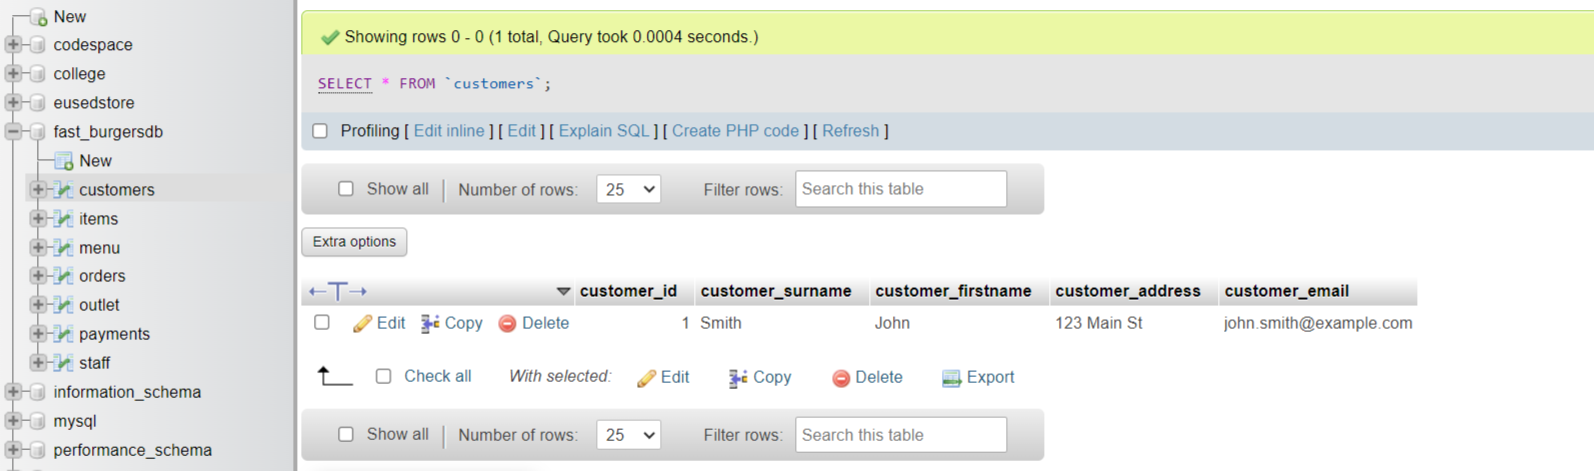 New
codespace
college
eusedstore
fast_burgersdb
New
customers
items
menu
orders
outlet
payments
staff
information_schema
mysql
performance_schema
Showing rows 0 - 0 (1 total, Query took 0.0004 seconds.)
SELECT * FROM `customers`;
Profiling [ Edit inline ] [ Edit ] [ Explain SQL ] [ Create PHP code ] [ Refresh ]
Show all | Number of rows: 25 Filter rows: Search this table
Extra options
customer_id customer_surname customer_firstname customer_address customer_email
Edit Copy Delete 1 Smith John 123 Main St john.smith@example.com
Check all With selected: Edit Copy Delete Export
Show all | Number of rows: 25 Filter rows: Search this table